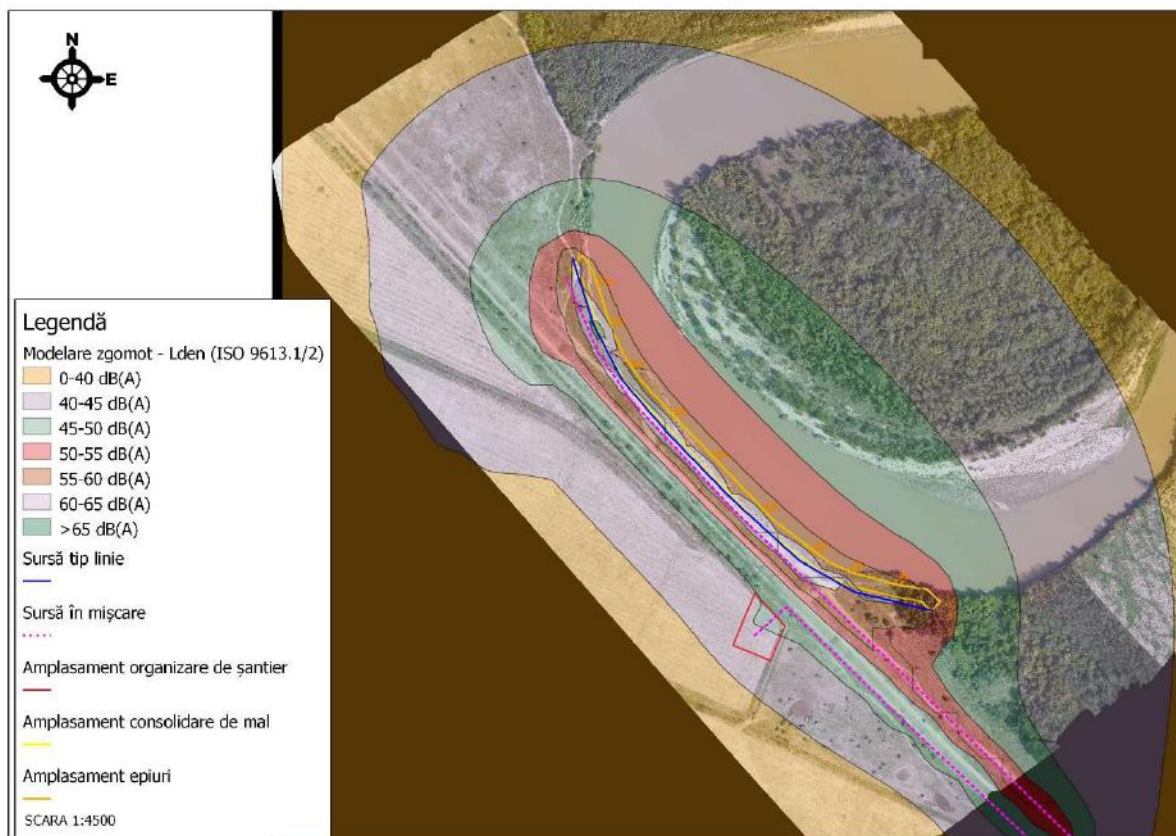 N
E
Legendă
Modelare zgomot - Lden (ISO 9613.1/2)
0-40 dB(A)
40-45 dB(A)
45-50 dB(A)
50-55 dB(A)
55-60 dB(A)
60-65 dB(A)
>65 dB(A)
Sursă tip linie
Sursă în mișcare
Amplasament organizare de șantier
Amplasament consolidare de mal
Amplasament epiuri
SCARA 1:4500